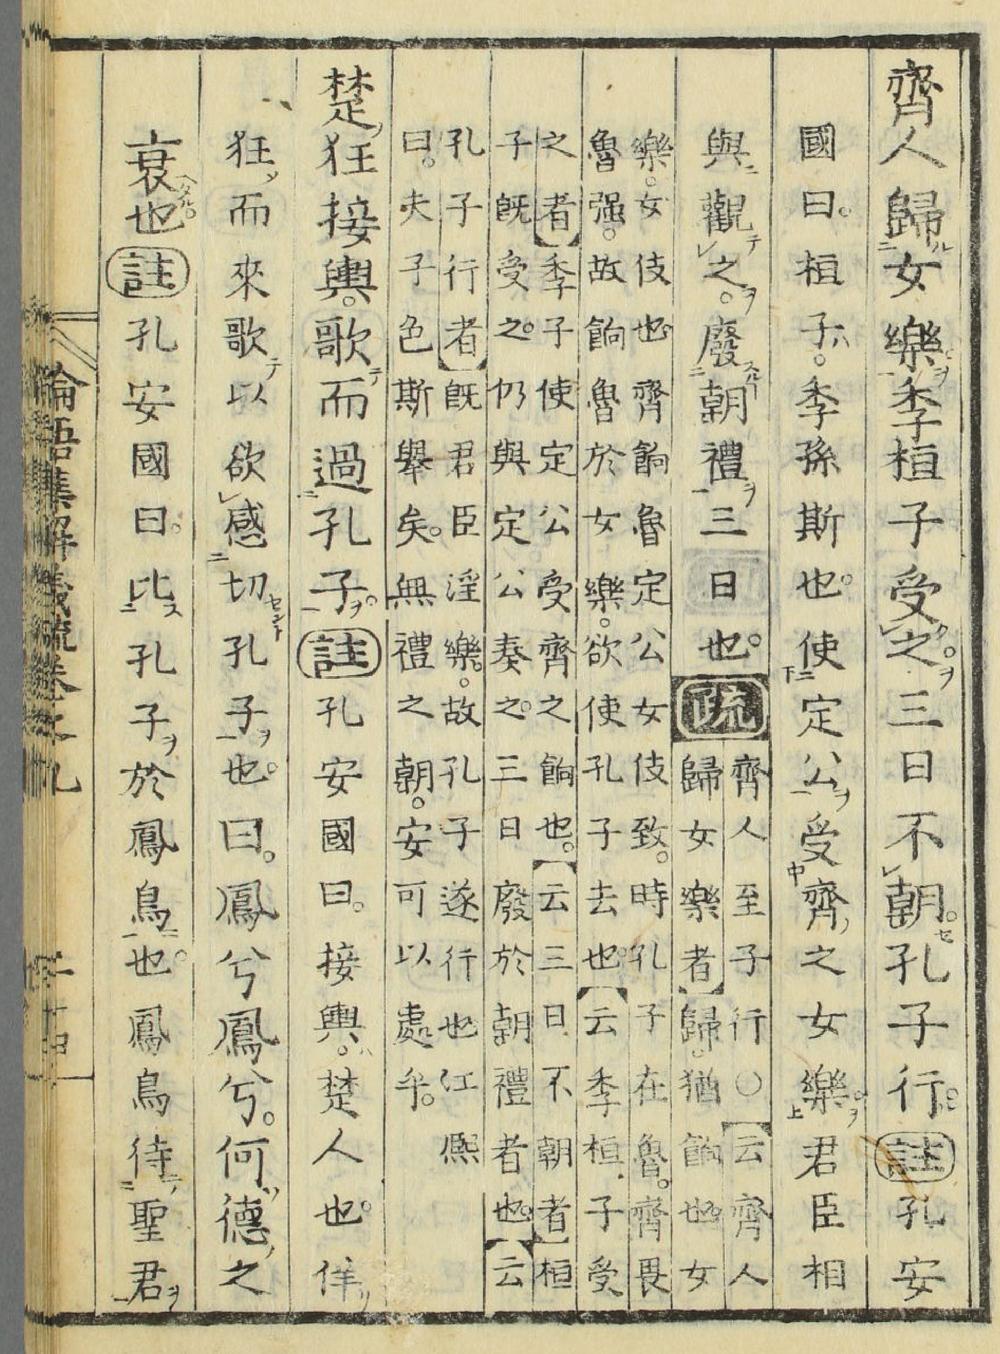 齊人歸女樂季桓子受之三日不朝孔子行註孔安
國曰桓子季孫斯也使定公受齊之女樂君臣相
與觀之廢朝禮三日也疏
齊人至子行○云齊人
歸女樂者歸猶餉也女
樂女伎也齊餉魯定公女伎致時孔子在魯齊畏
魯强故餉魯於女樂欲使孔子去也云季桓子受
之者季子使定公受齊之餉也云三日不朝者桓
子既受之仍與定公奏之三日廢於朝禮者也云
孔子行者既君臣淫樂故孔子遂行也江熙
曰夫子色斯舉矣無禮之朝安可以處乎
楚狂接輿歌而過孔子註孔安國曰接輿楚人也佯
狂而來歌以欲感切孔子也曰鳳兮鳳兮何德之
衰也註孔安國曰比孔子於鳳鳥也鳳鳥待聖君
論語集解義疏卷之九